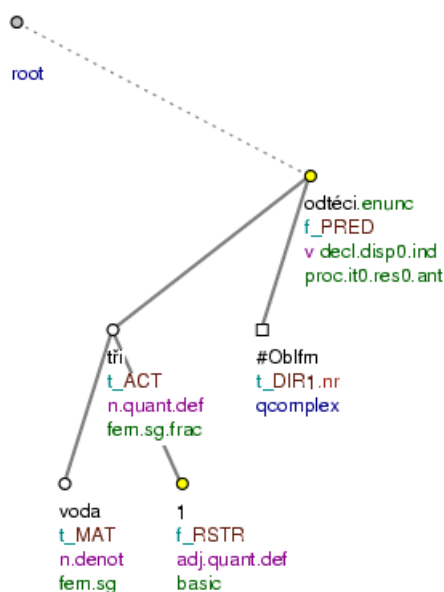 root
odtéci.enunc
f_PRED
v decl.disp0.ind
proc.it0.res0.ant
tři
t_ACT
n.quant.def
fem.sg.frac
#Oblfm
t_DIR1.nr
qcomplex
voda
t_MAT
n.denot
fem.sg
1
f_RSTR
adj.quant.def
basic